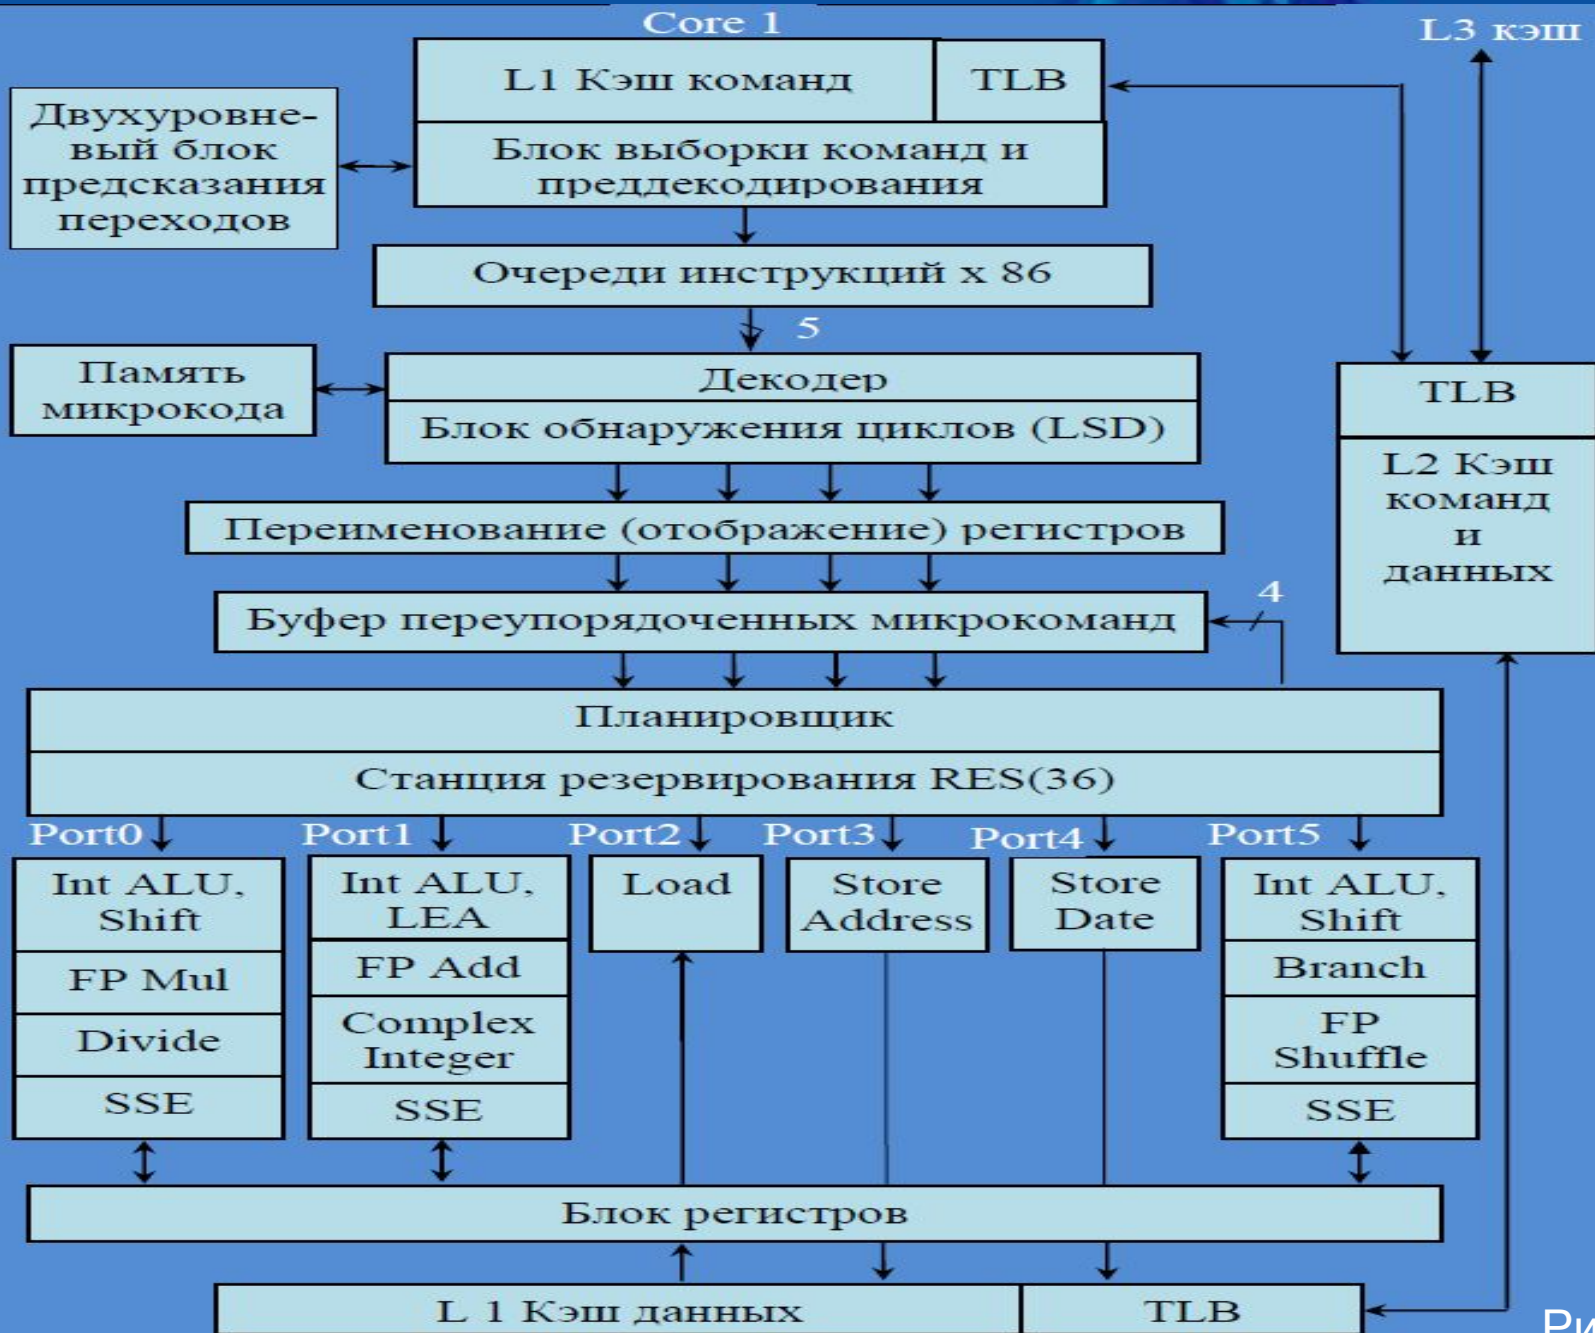 Core 1
L3 кэш
L1 Кэш команд
TLB
Двухуровне-
вый блок
предсказания
переходов
Блок выборки команд и
преддекодирования
Очереди инструкций x 86
5
Память
микрокода
Декодер
Блок обнаружения циклов (LSD)
TLB
L2 Кэш
команд
и
данных
Переименование (отображение) регистров
4
Буфер переупорядоченных микрокоманд
Планировщик
Станция резервирования RES(36)
Port0
Port1
Port2
Port3
Port4
Port5
Int ALU,
Shift
FP Mul
Divide
SSE
Int ALU,
LEA
FP Add
Complex
Integer
SSE
Load
Store
Address
Store
Date
Int ALU,
Shift
Branch
FP
Shuffle
SSE
Блок регистров
L 1 Кэш данных
TLB